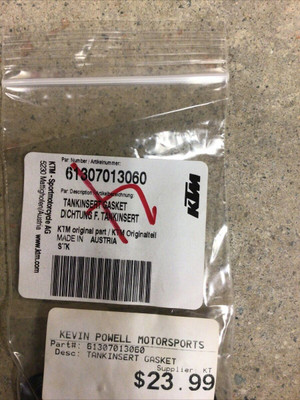 Part Number / Artikelnummer:
61307013060
Part Description / Artikelbezeichnung:
TANKINSERT GASKET
DICHTUNG F. TANKINSERT
KTM original part / KTM Originalteil
MADE IN AUSTRIA
KTM - Sportmotorcycle AG
5230 Mattighofen/Austria
www.ktm.com
KTM
KEVIN POWELL MOTORSPORTS
Part#: 61307013060
Desc: TANKINSERT GASKET
Supplier: KT
$23.99